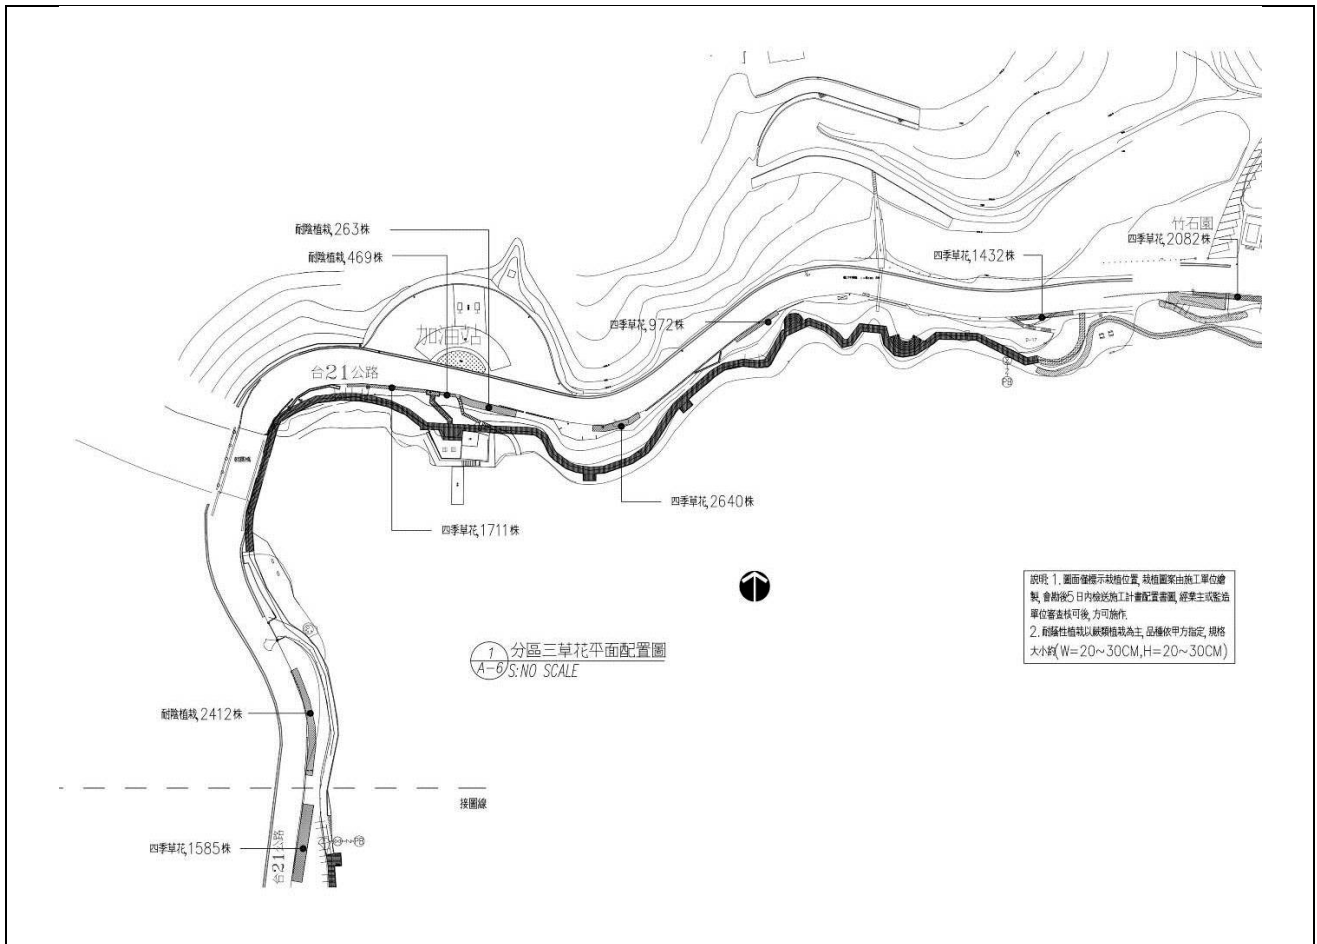 耐陰植栽,263株
耐陰植栽,469株
竹石園
四季草花,2082株
四季草花,1432株
四季草花,972株
加油站
台21公路
四季草花,2640株
四季草花,1711株
說明: 1. 圖面僅標示栽植位置, 栽植圖案由施工單位繪
製, 會勘後5日內檢送施工計畫配置書圖, 經業主或監造
單位審查核可後, 方可施作.
2. 耐陰性植栽以蕨類植栽為主, 品種依甲方指定, 規格
大小約(W=20~30CM,H=20~30CM)
1
A-6
分區三草花平面配置圖
S:NO SCALE
耐陰植栽,2412株
接圖線
四季草花,1585株
台21公路